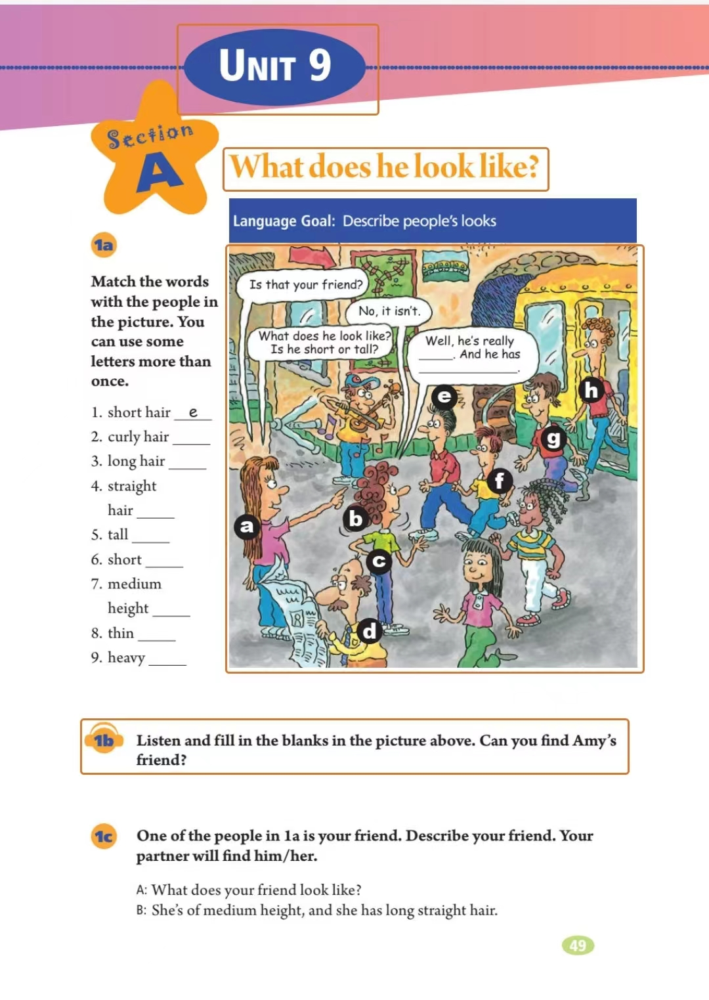 UNIT 9
Section
A
What does he look like?
Language Goal: Describe people's looks
1a
Match the words
with the people in
the picture. You
can use some
letters more than
once.
1. short hair __e__
2. curly hair _____
3. long hair _____
4. straight
hair _____
5. tall _____
6. short _____
7. medium
height _____
8. thin _____
9. heavy _____
Is that your friend?
No, it isn't.
What does he look like?
Is he short or tall?
Well, he's really
_____. And he has
_______________.
e
h
g
f
a
b
c
d
1b
Listen and fill in the blanks in the picture above. Can you find Amy's
friend?
1c
One of the people in 1a is your friend. Describe your friend. Your
partner will find him/her.
A: What does your friend look like?
B: She's of medium height, and she has long straight hair.
49